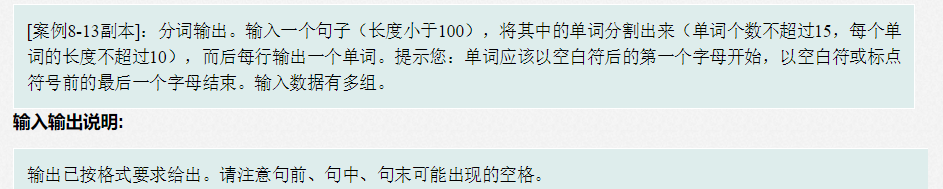 [案例8-13副本]：分词输出。输入一个句子（长度小于100），将其中的单词分割出来（单词个数不超过15，每个单
词的长度不超过10），而后每行输出一个单词。提示您：单词应该以空白符后的第一个字母开始，以空白符或标点
符号前的最后一个字母结束。输入数据有多组。
输入输出说明:
输出已按格式要求给出。请注意句前、句中、句末可能出现的空格。